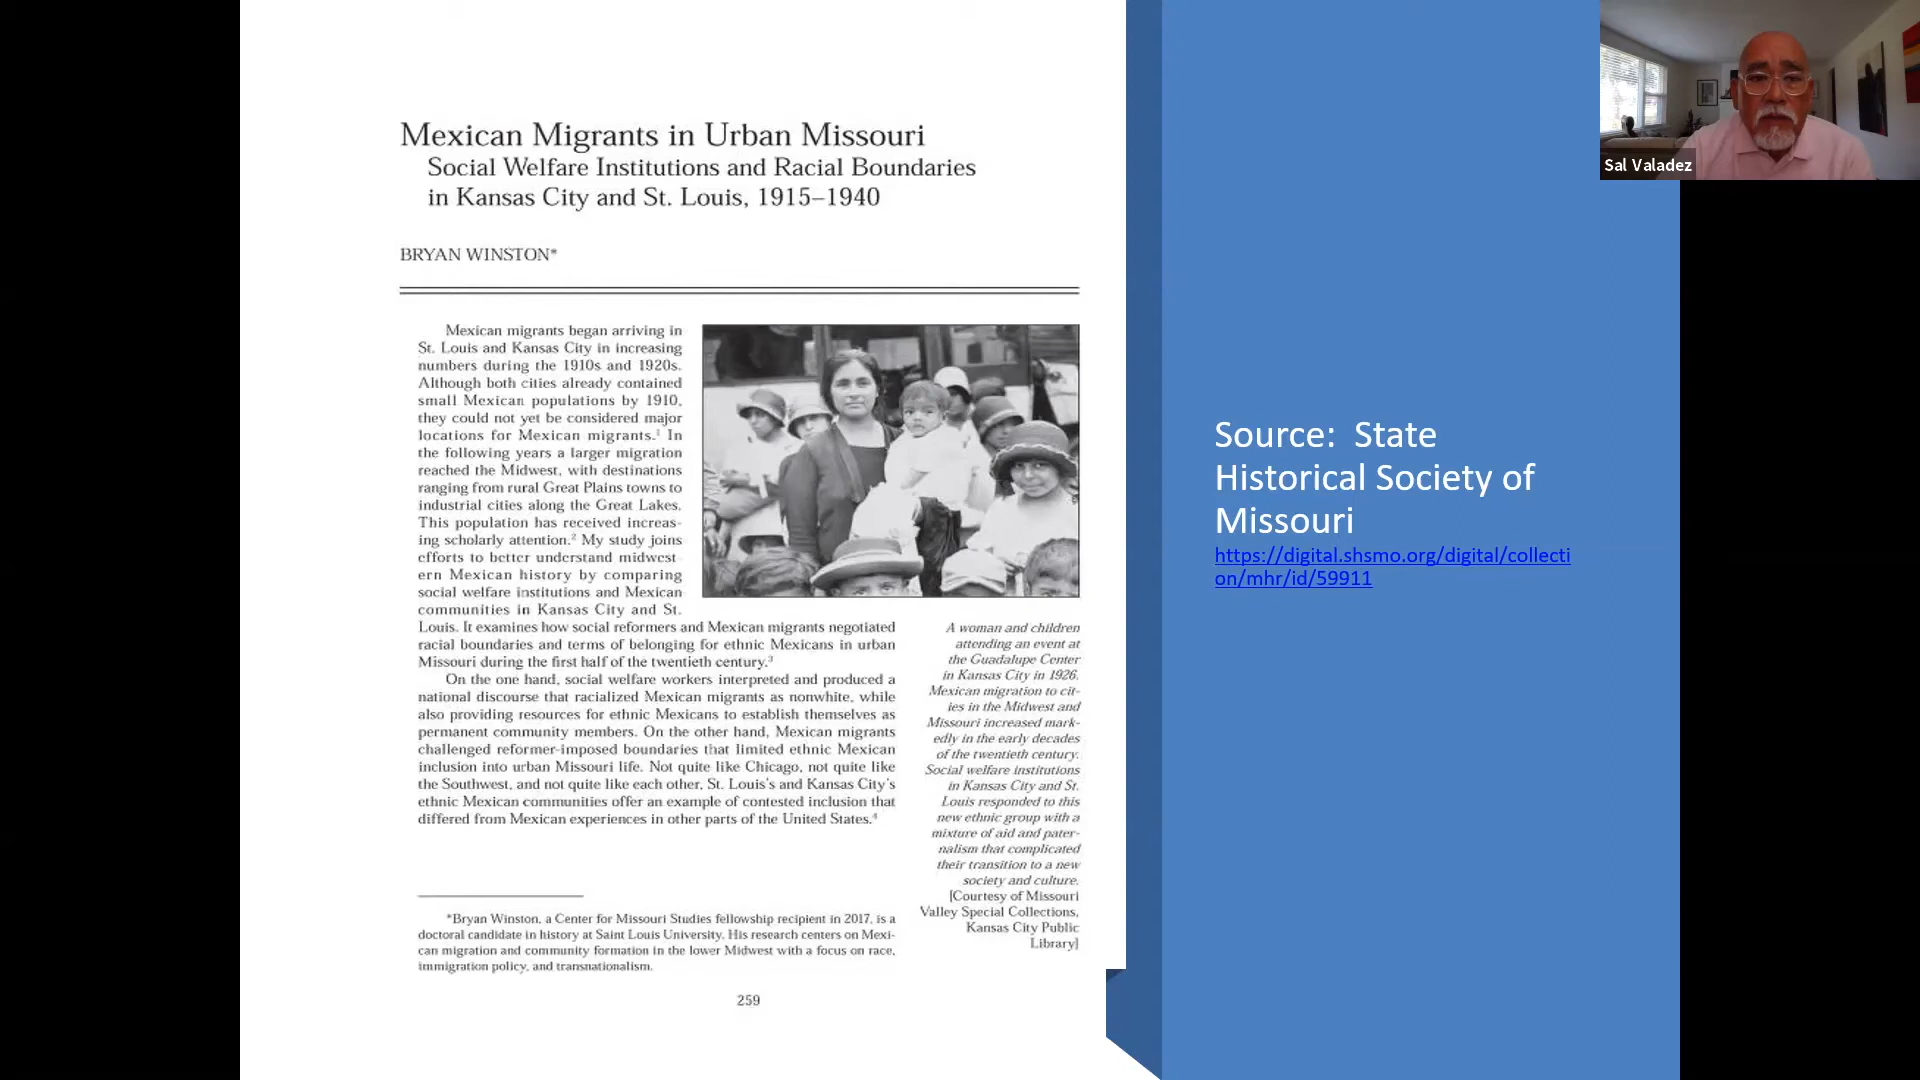 Mexican Migrants in Urban Missouri
Social Welfare Institutions and Racial Boundaries
in Kansas City and St. Louis, 1915–1940
BRYAN WINSTON*
Mexican migrants began arriving in
St. Louis and Kansas City in increasing
numbers during the 1910s and 1920s.
Although both cities already contained
small Mexican populations by 1910,
they could not yet be considered major
locations for Mexican migrants.¹ In
the following years a larger migration
reached the Midwest, with destinations
ranging from rural Great Plains towns to
industrial cities along the Great Lakes.
This population has received increas-
ing scholarly attention.² My study joins
efforts to better understand midwest-
ern Mexican history by comparing
social welfare institutions and Mexican
communities in Kansas City and St.
Louis. It examines how social reformers and Mexican migrants negotiated
racial boundaries and terms of belonging for ethnic Mexicans in urban
Missouri during the first half of the twentieth century.³
On the one hand, social welfare workers interpreted and produced a
national discourse that racialized Mexican migrants as nonwhite, while
also providing resources for ethnic Mexicans to establish themselves as
permanent community members. On the other hand, Mexican migrants
challenged reformer-imposed boundaries that limited ethnic Mexican
inclusion into urban Missouri life. Not quite like Chicago, not quite like
the Southwest, and not quite like each other, St. Louis's and Kansas City's
ethnic Mexican communities offer an example of contested inclusion that
differed from Mexican experiences in other parts of the United States.⁴
A woman and children
attending an event at
the Guadalupe Center
in Kansas City in 1926.
Mexican migration to cit-
ies in the Midwest and
Missouri increased mark-
edly in the early decades
of the twentieth century.
Social welfare institutions
in Kansas City and St.
Louis responded to this
new ethnic group with a
mixture of aid and pater-
nalism that complicated
their transition to a new
society and culture.
[Courtesy of Missouri
Valley Special Collections,
Kansas City Public
Library]
*Bryan Winston, a Center for Missouri Studies fellowship recipient in 2017, is a
doctoral candidate in history at Saint Louis University. His research centers on Mexi-
can migration and community formation in the lower Midwest with a focus on race,
immigration policy, and transnationalism.
259
Source: State
Historical Society of
Missouri
https://digital.shsmo.org/digital/collecti
on/mhr/id/59911
Sal Valadez